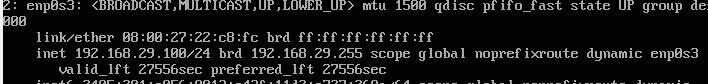 2: enp0s3: <BROADCAST,MULTICAST,UP,LOWER_UP> mtu 1500 qdisc pfifo_fast state UP group de
000
link/ether 08:00:27:22:c8:fc brd ff:ff:ff:ff:ff:ff
inet 192.168.29.100/24 brd 192.168.29.255 scope global noprefixroute dynamic enp0s3
valid_lft 27556sec preferred_lft 27556sec